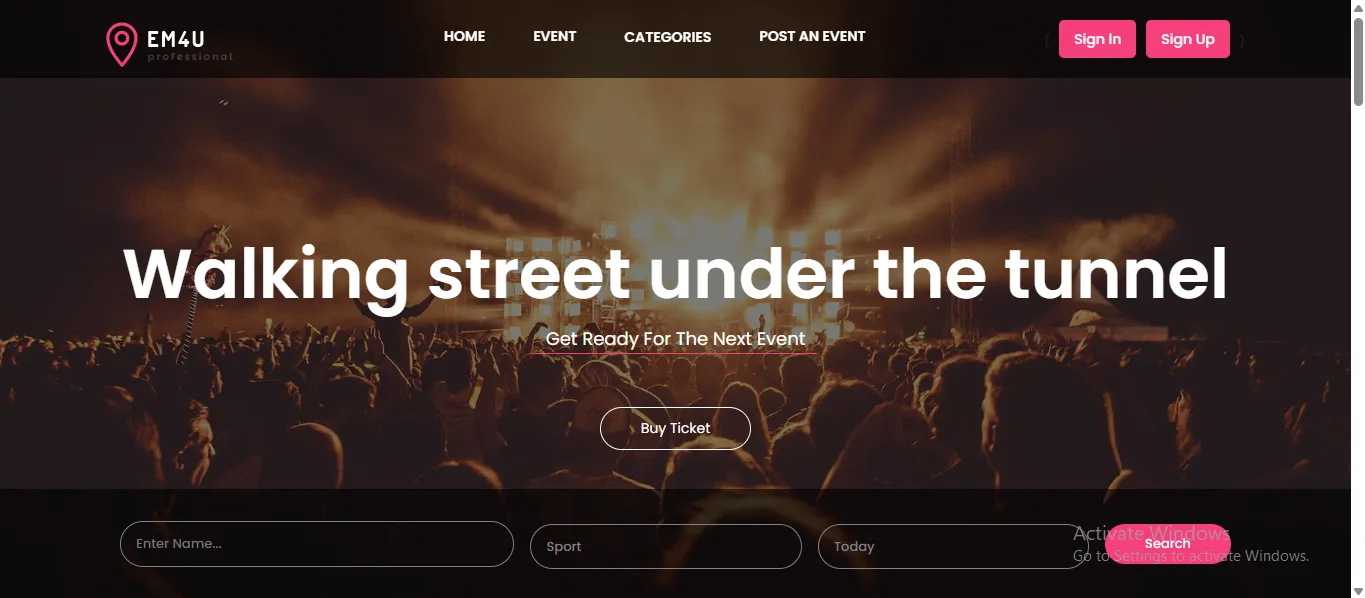 EM4U
professional
HOME EVENT CATEGORIES POST AN EVENT
( Sign In Sign Up )
Walking street under the tunnel
Get Ready For The Next Event
Buy Ticket
Enter Name... Sport Today Search
Activate Windows
Go to Settings to activate Windows.